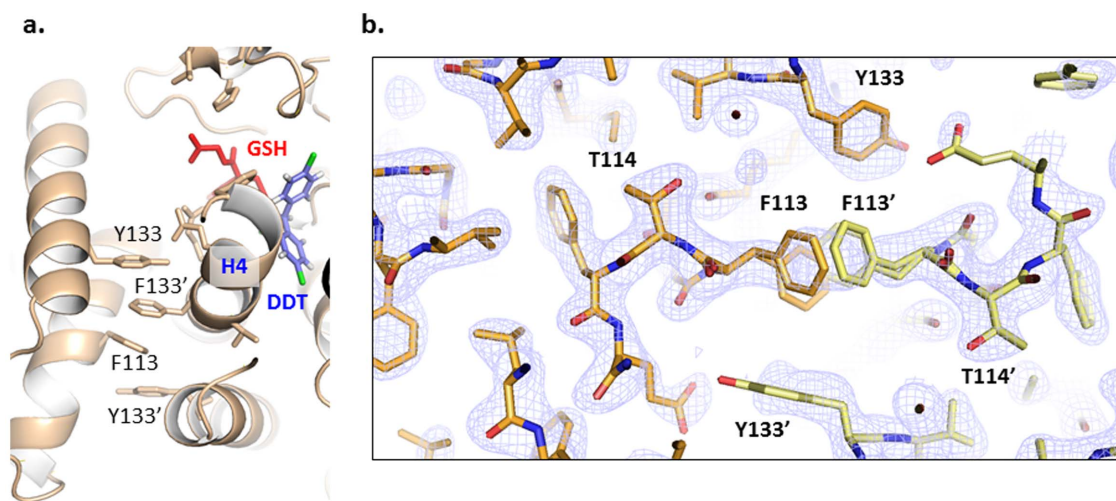 a.
GSH
Y133
H4
F133’
DDT
F113
Y133’
b.
Y133
T114
F113 F113’
T114’
Y133’